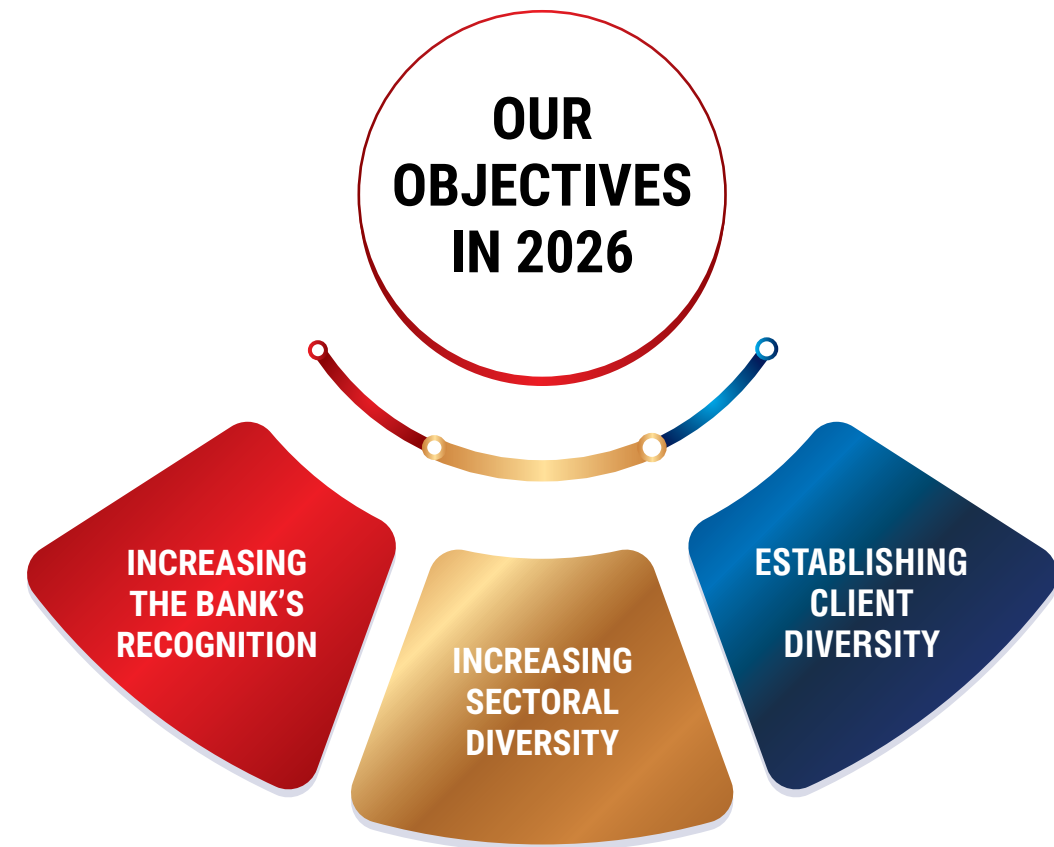 OUR
OBJECTIVES
IN 2026
INCREASING
THE BANK’S
RECOGNITION
INCREASING
SECTORAL
DIVERSITY
ESTABLISHING
CLIENT
DIVERSITY